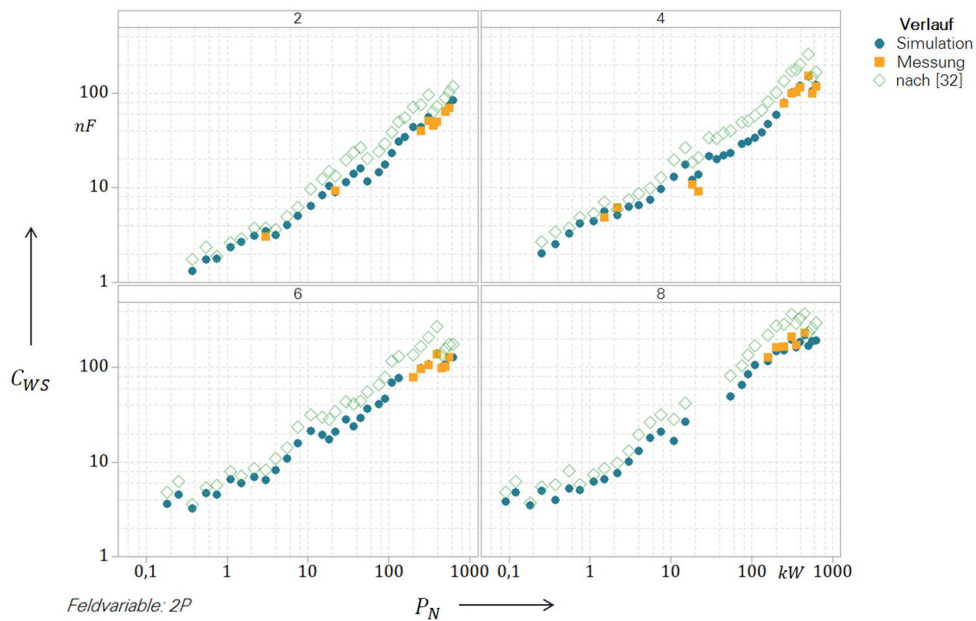 2
4
Verlauf
Simulation
Messung
nach [32]
100
nF
10
1
6
8
100
C_WS
10
1
0,1
1
10
100
1000
0,1
1
10
100
kW
1000
Feldvariable: 2P
P_N